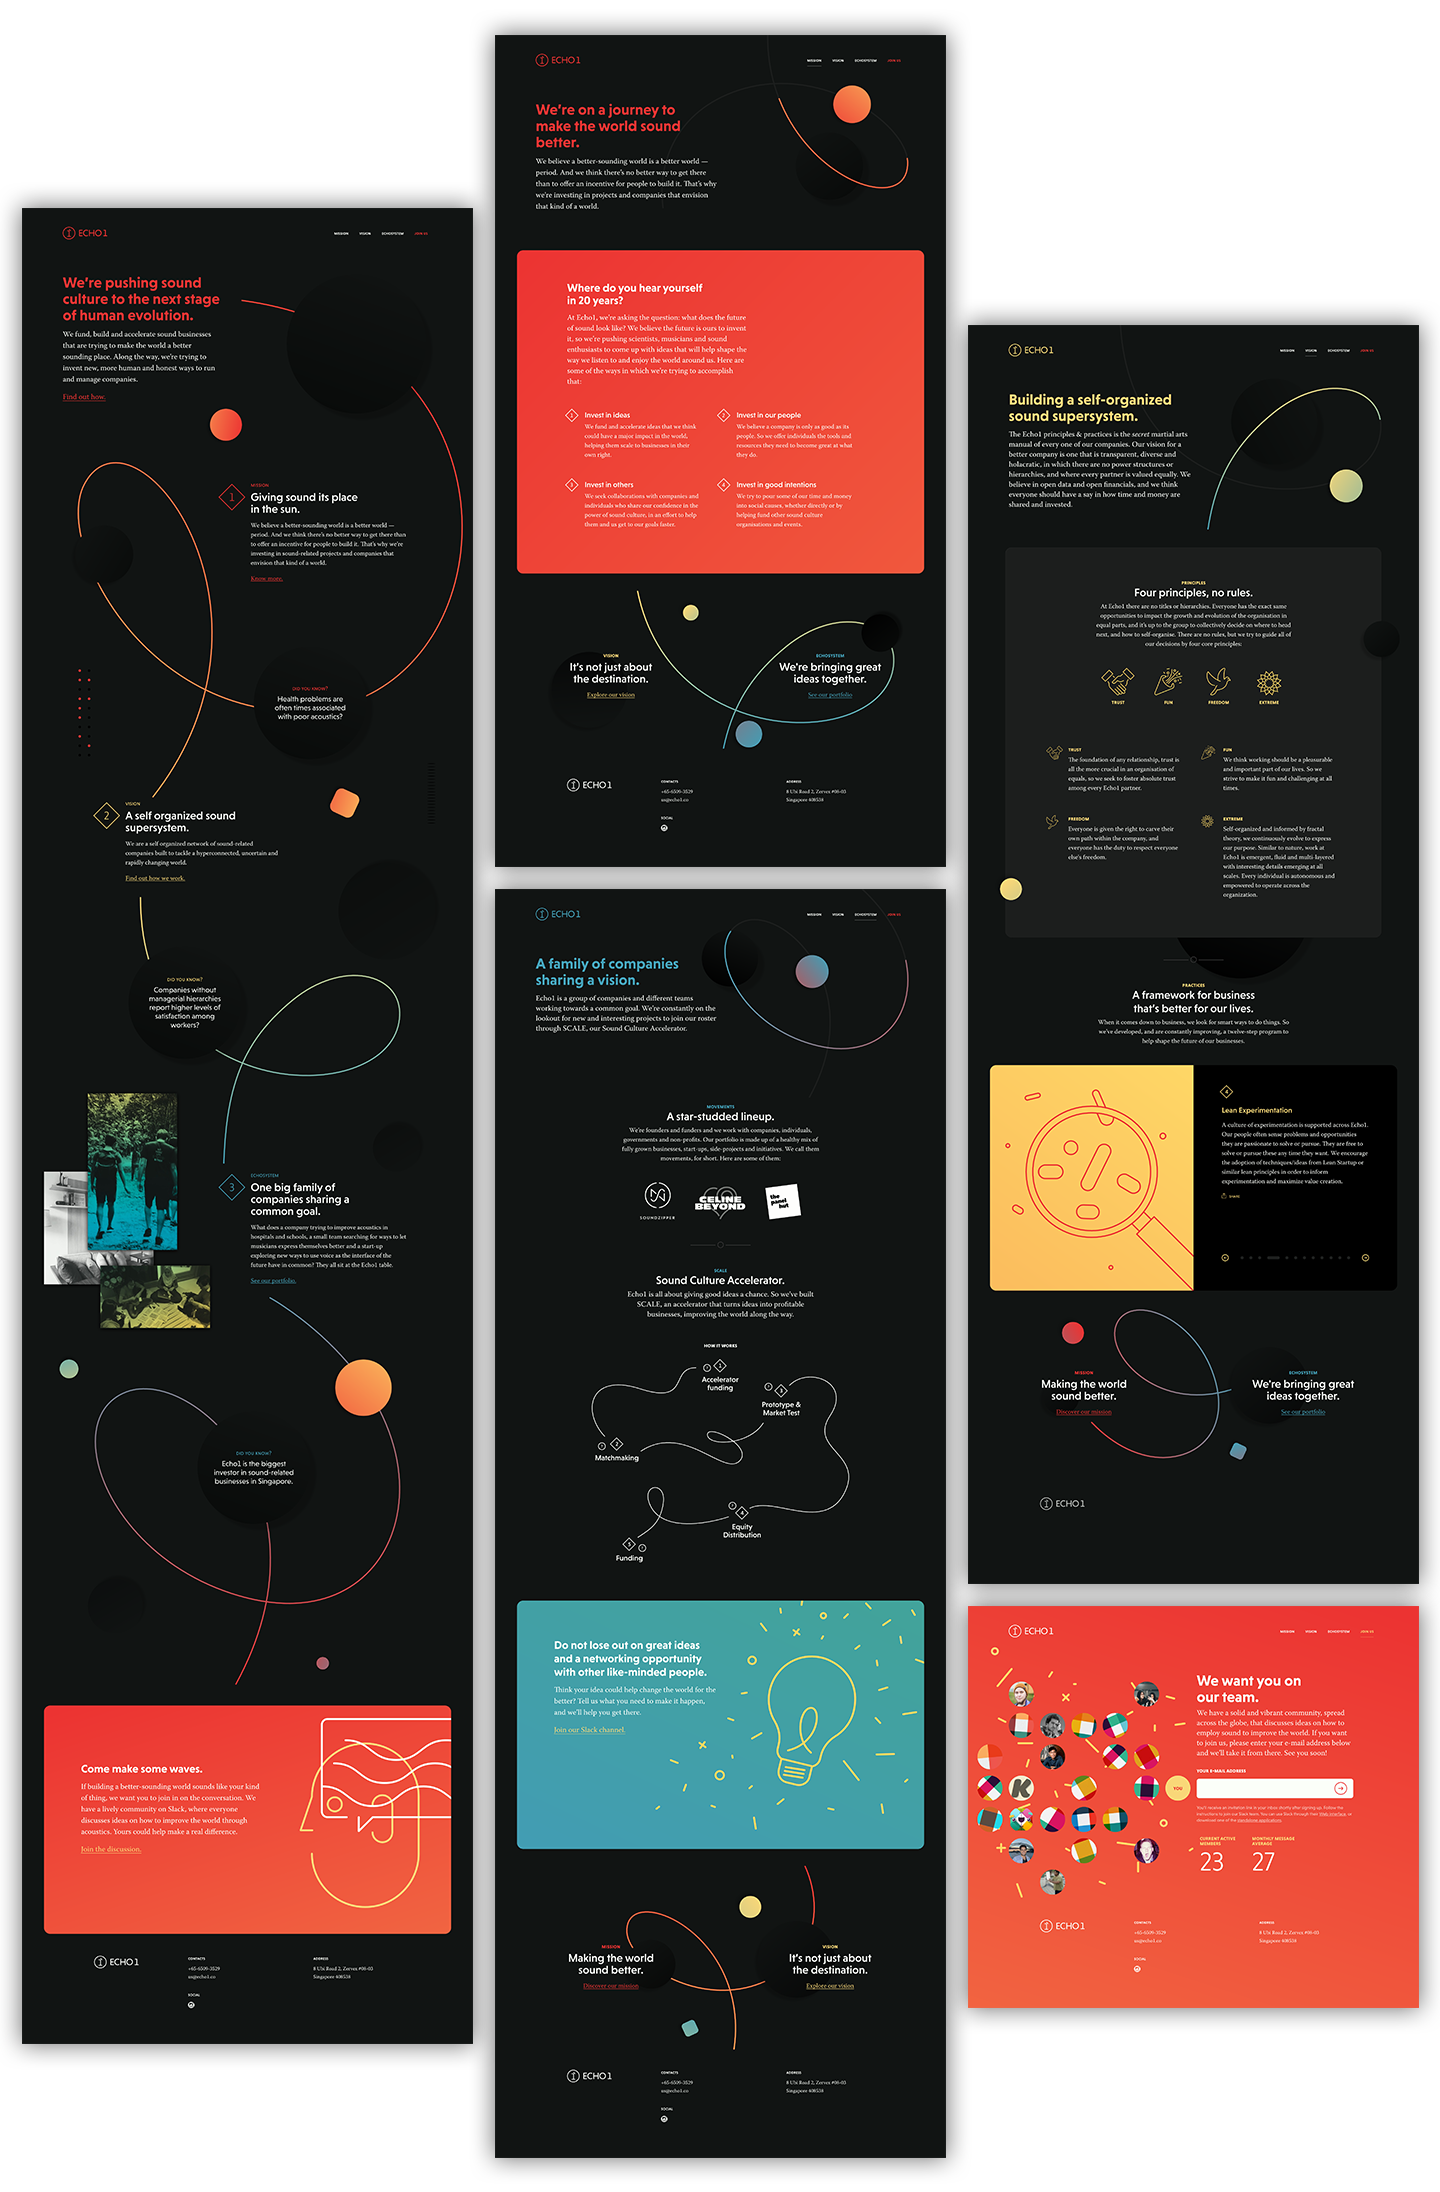 ECHO1
MISSION
VISION
ECHOSYSTEM
JOIN US
We're pushing sound
culture to the next stage
of human evolution.
We fund, build and accelerate sound businesses
that are trying to make the world a better
sounding place. Along the way, we're trying to
invent new, more human and honest ways to run
and manage companies.
Find out how.
MISSION
1
Giving sound its place
in the sun.
We believe a better-sounding world is a better world —
period. And we think there's no better way to get there than
to offer an incentive for people to build it. That's why we're
investing in sound-related projects and companies that
envision that kind of a world.
Know more.
DID YOU KNOW?
Health problems are
often times associated
with poor acoustics?
VISION
2
A self organized sound
supersystem.
We are a self organized network of sound-related
companies built to tackle a hyperconnected, uncertain and
rapidly changing world.
Find out how we work.
DID YOU KNOW?
Companies without
managerial hierarchies
report higher levels of
satisfaction among
workers?
ECHOSYSTEM
3
One big family of
companies sharing a
common goal.
What does a company trying to improve acoustics in
hospitals and schools, a small team searching for ways to let
musicians express themselves better and a start-up
exploring new ways to use voice as the interface of the
future have in common? They all sit at the Echo1 table.
See our portfolio.
DID YOU KNOW?
Echo1 is the biggest
investor in sound-related
businesses in Singapore.
Come make some waves.
If building a better-sounding world sounds like your kind
of thing, we want you to join in on the conversation. We
have a lively community on Slack, where everyone
discusses ideas on how to improve the world through
acoustics. Yours could help make a real difference.
Join the discussion.
ECHO1
CONTACTS
+65-6509-3529
us@echo1.co
SOCIAL
ADDRESS
8 Ubi Road 2, Zervex #06-03
Singapore 408538
ECHO1
MISSION
VISION
ECHOSYSTEM
JOIN US
We're on a journey to
make the world sound
better.
We believe a better-sounding world is a better world —
period. And we think there's no better way to get there
than to offer an incentive for people to build it. That's why
we're investing in projects and companies that envision
that kind of a world.
Where do you hear yourself
in 20 years?
At Echo1, we're asking the question: what does the future
of sound look like? We believe the future is ours to invent
it, so we're pushing scientists, musicians and sound
enthusiasts to come up with ideas that will help shape the
way we listen to and enjoy the world around us. Here are
some of the ways in which we're trying to accomplish
that:
1
Invest in ideas
We fund and accelerate ideas that we think
could have a major impact in the world,
helping them scale to businesses in their
own right.
2
Invest in our people
We believe a company is only as good as its
people. So we offer individuals the tools and
resources they need to become great at what
they do.
3
Invest in others
We seek collaborations with companies and
individuals who share our confidence in the
power of sound culture, in an effort to help
them and us get to our goals faster.
4
Invest in good intentions
We try to pour some of our time and money
into social causes, whether directly or by
helping fund other sound culture
organisations and events.
VISION
It's not just about
the destination.
Explore our vision
ECHOSYSTEM
We're bringing great
ideas together.
See our portfolio
ECHO1
CONTACTS
+65-6509-3529
us@echo1.co
SOCIAL
ADDRESS
8 Ubi Road 2, Zervex #06-03
Singapore 408538
ECHO1
MISSION
VISION
ECHOSYSTEM
JOIN US
A family of companies
sharing a vision.
Echo1 is a group of companies and different teams
working towards a common goal. We're constantly on the
lookout for new and interesting projects to join our roster
through SCALE, our Sound Culture Accelerator.
MOVEMENTS
A star-studded lineup.
We're founders and funders and we work with companies, individuals,
governments and non-profits. Our portfolio is made up of a healthy mix of
fully grown businesses, start-ups, side-projects and initiatives. We call them
movements, for short. Here are some of them:
SOUNDZIPPER
CELINE
BEYOND
the
panel
hut
SCALE
Sound Culture Accelerator.
Echo1 is all about giving good ideas a chance. So we've built
SCALE, an accelerator that turns ideas into profitable
businesses, improving the world along the way.
HOW IT WORKS
1
Accelerator
funding
3
Prototype &
Market Test
2
Matchmaking
4
Equity
Distribution
5
Funding
Do not lose out on great ideas
and a networking opportunity
with other like-minded people.
Think your idea could help change the world for the
better? Tell us what you need to make it happen,
and we'll help you get there.
Join our Slack channel.
MISSION
Making the world
sound better.
Discover our mission
VISION
It's not just about
the destination.
Explore our vision
ECHO1
CONTACTS
+65-6509-3529
us@echo1.co
SOCIAL
ADDRESS
8 Ubi Road 2, Zervex #06-03
Singapore 408538
ECHO1
MISSION
VISION
ECHOSYSTEM
JOIN US
Building a self-organized
sound supersystem.
The Echo1 principles & practices is the secret martial arts
manual of every one of our companies. Our vision for a
better company is one that is transparent, diverse and
holacratic, in which there are no power structures or
hierarchies, and where every partner is valued equally. We
believe in open data and open financials, and we think
everyone should have a say in how time and money are
shared and invested.
PRINCIPLES
Four principles, no rules.
At Echo1 there are no titles or hierarchies. Everyone has the exact same
opportunities to impact the growth and evolution of the organisation in
equal parts, and it's up to the group to collectively decide on where to head
next, and how to self-organise. There are no rules, but we try to guide all of
our decisions by four core principles:
TRUST
FUN
FREEDOM
EXTREME
TRUST
The foundation of any relationship, trust is
all the more crucial in an organisation of
equals, so we seek to foster absolute trust
among every Echo1 partner.
FUN
We think working should be a pleasurable
and important part of our lives. So we
strive to make it fun and challenging at all
times.
FREEDOM
Everyone is given the right to carve their
own path within the company, and
everyone has the duty to respect everyone
else's freedom.
EXTREME
Self-organized and informed by fractal
theory, we continuously evolve to express
our purpose. Similar to nature, work at
Echo1 is emergent, fluid and multi-layered
with interesting details emerging at all
scales. Every individual is autonomous and
empowered to operate across the
organization.
PRACTICES
A framework for business
that's better for our lives.
When it comes down to business, we look for smart ways to do things. So
we've developed, and are constantly improving, a twelve-step program to
help shape the future of our businesses.
4
Lean Experimentation
A culture of experimentation is supported across Echo1.
Our people often sense problems and opportunities
they are passionate to solve or pursue. They are free to
solve or pursue these any time they want. We encourage
the adoption of techniques/ideas from Lean Startup or
similar lean principles in order to inform
experimentation and maximize value creation.
SHARE
MISSION
Making the world
sound better.
Discover our mission
ECHOSYSTEM
We're bringing great
ideas together.
See our portfolio
ECHO1
ECHO1
MISSION
VISION
ECHOSYSTEM
JOIN US
We want you on
our team.
We have a solid and vibrant community, spread
across the globe, that discusses ideas on how to
employ sound to improve the world. If you want
to join us, please enter your e-mail address below
and we'll take it from there. See you soon!
YOUR E-MAIL ADDRESS
YOU
K
You'll receive an invitation link in your inbox shortly after signing up. Follow the
instructions to join our Slack team. You can use Slack through their Web interface, or
download one of the standalone applications.
CURRENT ACTIVE
MEMBERS
23
MONTHLY MESSAGE
AVERAGE
27
ECHO1
CONTACTS
+65-6509-3529
us@echo1.co
SOCIAL
ADDRESS
8 Ubi Road 2, Zervex #06-03
Singapore 408538